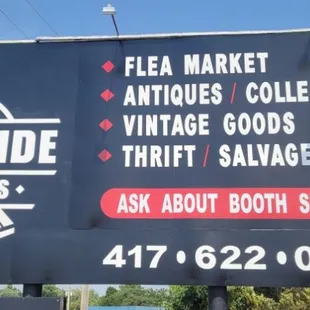 FLEA MARKET
ANTIQUES / COLLE
VINTAGE GOODS
THRIFT / SALVAGE
ASK ABOUT BOOTH S
417 • 622 • 0
IDE
S •